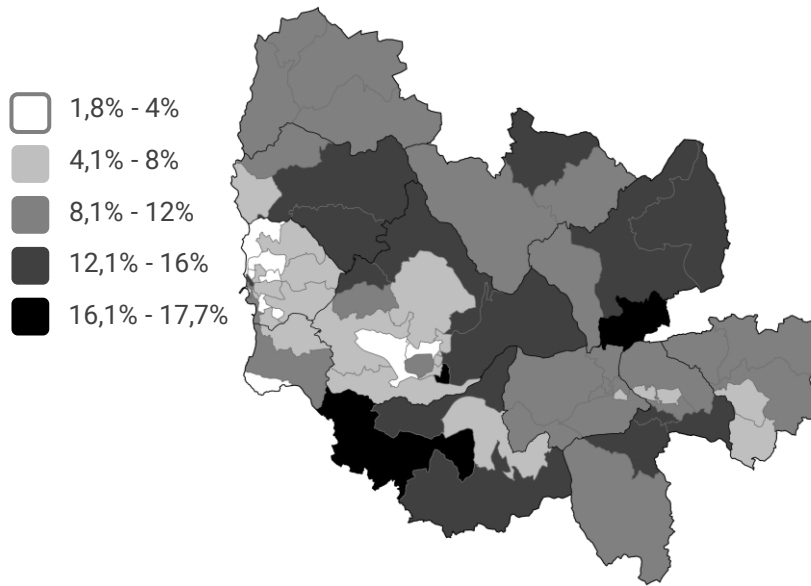 1,8% - 4%
4,1% - 8%
8,1% - 12%
12,1% - 16%
16,1% - 17,7%